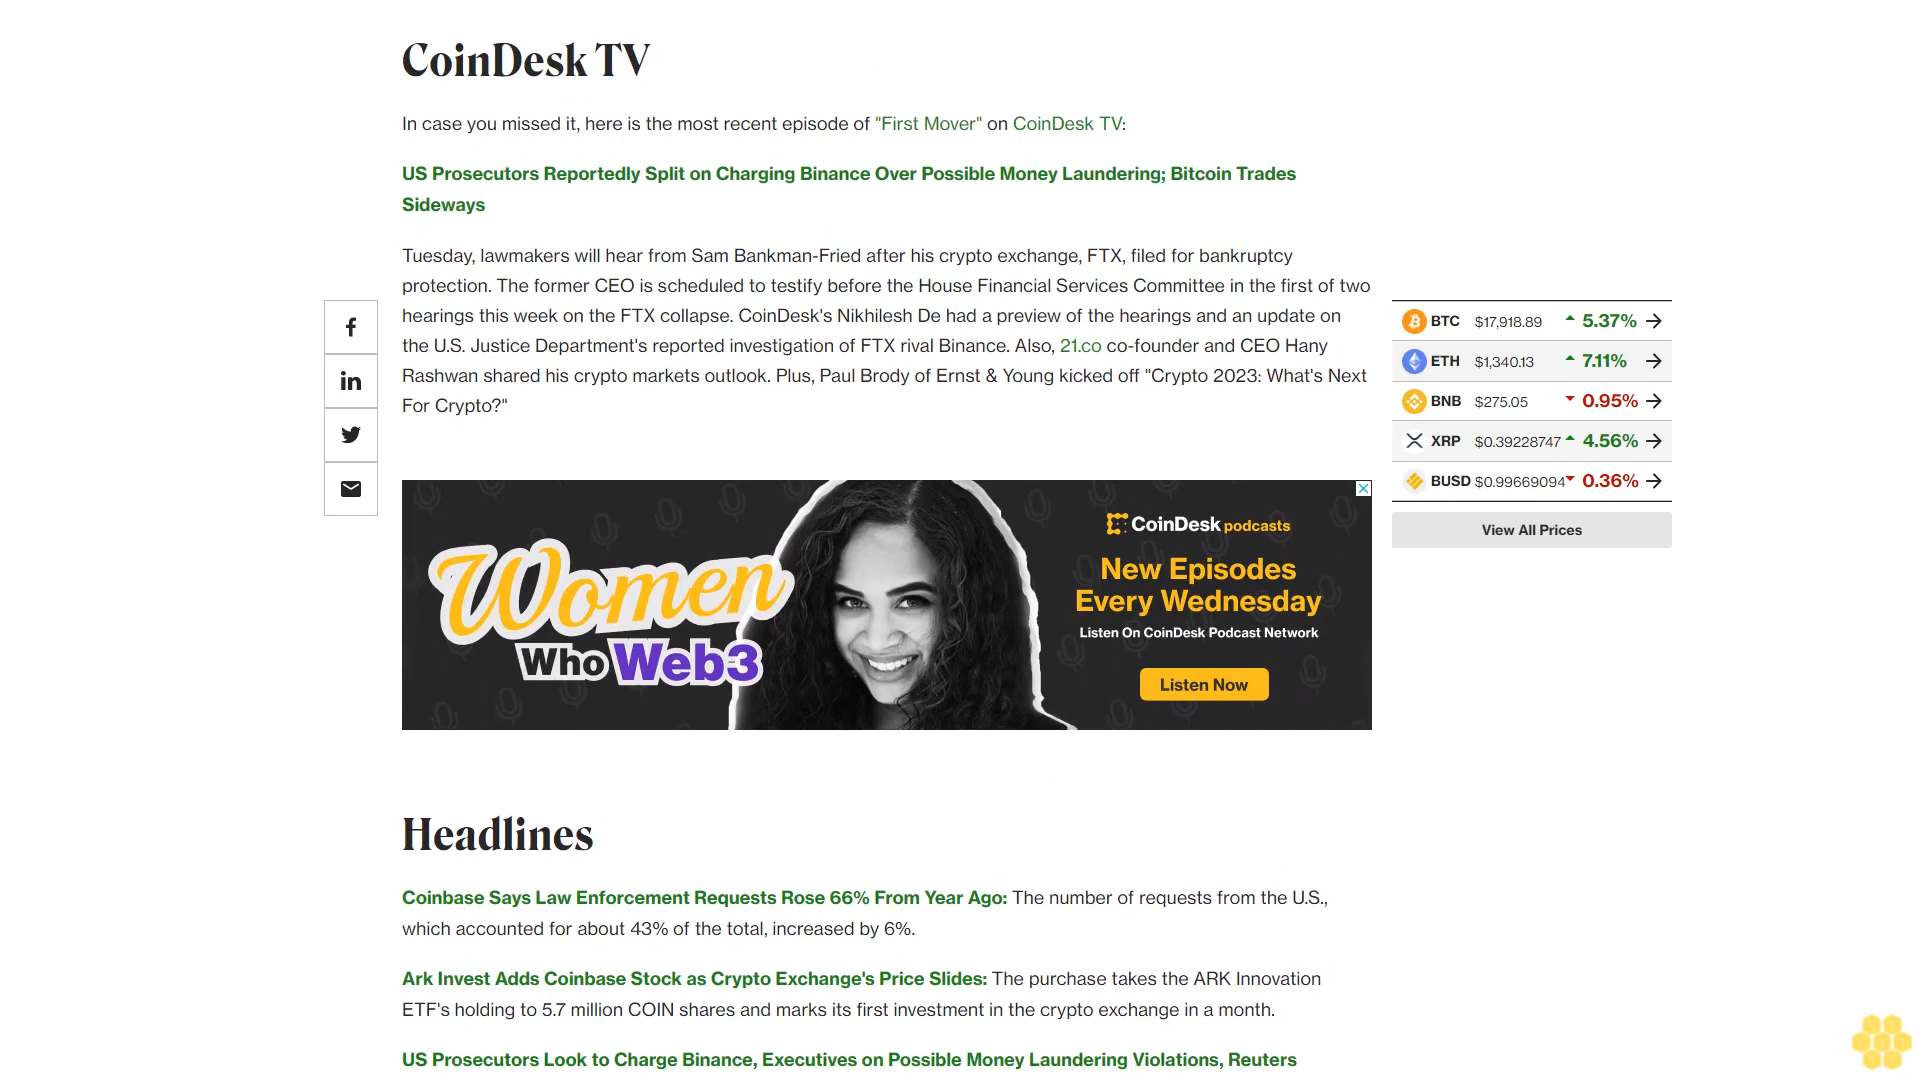 CoinDesk TV
In case you missed it, here is the most recent episode of "First Mover" on CoinDesk TV:
US Prosecutors Reportedly Split on Charging Binance Over Possible Money Laundering; Bitcoin Trades
Sideways
Tuesday, lawmakers will hear from Sam Bankman-Fried after his crypto exchange, FTX, filed for bankruptcy
protection. The former CEO is scheduled to testify before the House Financial Services Committee in the first of two
hearings this week on the FTX collapse. CoinDesk's Nikhilesh De had a preview of the hearings and an update on
the U.S. Justice Department's reported investigation of FTX rival Binance. Also, 21.co co-founder and CEO Hany
Rashwan shared his crypto markets outlook. Plus, Paul Brody of Ernst & Young kicked off "Crypto 2023: What's Next
For Crypto?"
BTC $17,918.89 5.37%
ETH $1,340.13 7.11%
BNB $275.05 0.95%
XRP $0.39228747 4.56%
BUSD $0.99669094 0.36%
View All Prices
Women
Who Web3
CoinDesk podcasts
New Episodes
Every Wednesday
Listen On CoinDesk Podcast Network
Listen Now
Headlines
Coinbase Says Law Enforcement Requests Rose 66% From Year Ago: The number of requests from the U.S.,
which accounted for about 43% of the total, increased by 6%.
Ark Invest Adds Coinbase Stock as Crypto Exchange's Price Slides: The purchase takes the ARK Innovation
ETF's holding to 5.7 million COIN shares and marks its first investment in the crypto exchange in a month.
US Prosecutors Look to Charge Binance, Executives on Possible Money Laundering Violations, Reuters